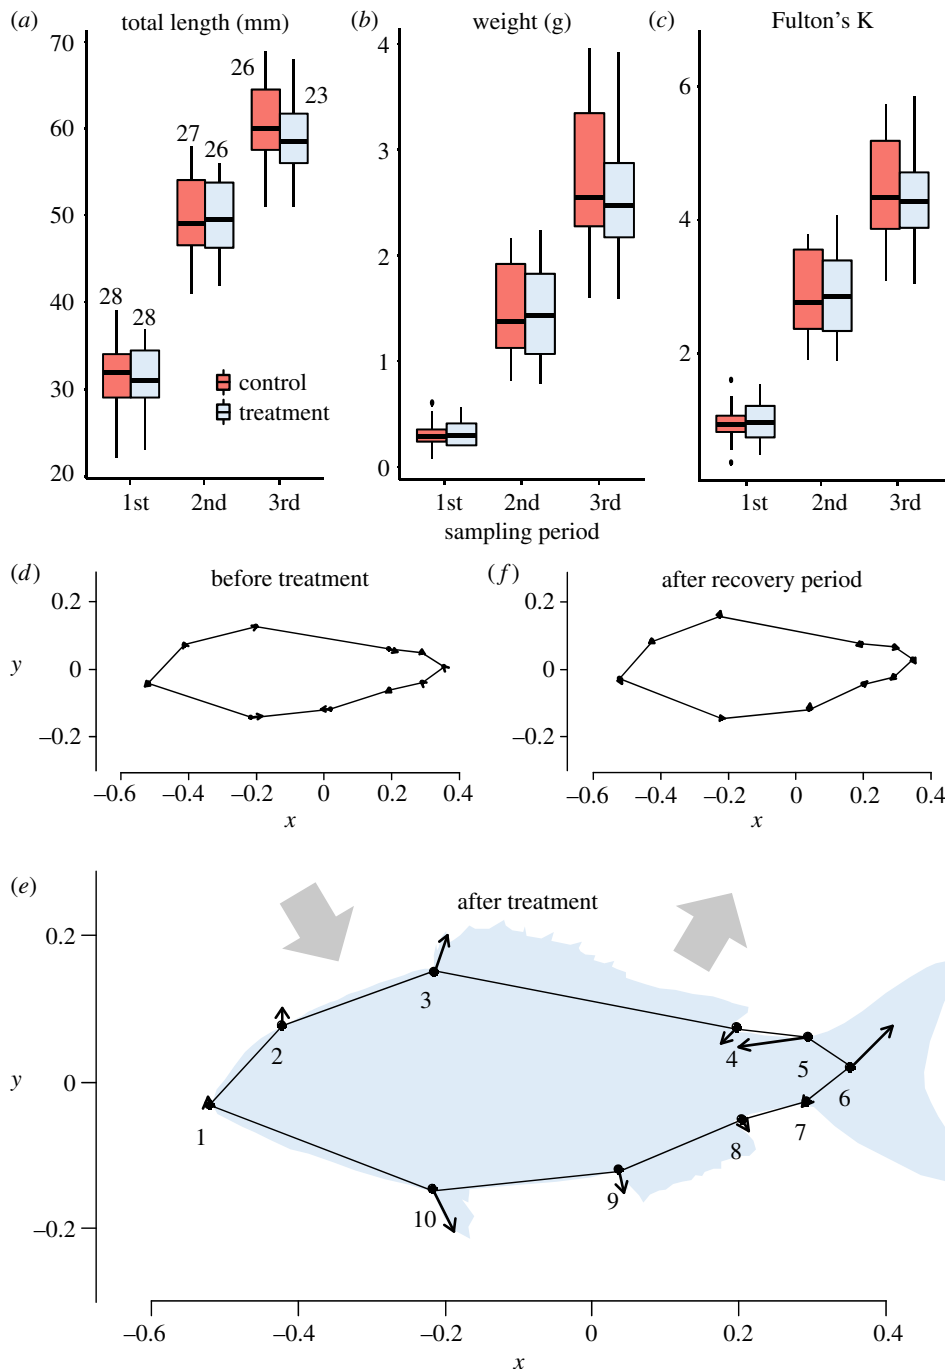 (a) total length (mm)
70
60
50
40
30
20
28
28
27
26
26
23
control
treatment
1st 2nd 3rd
(b) weight (g)
4
3
2
1
0
1st 2nd 3rd
sampling period
(c) Fulton's K
6
4
2
1st 2nd 3rd
(d) before treatment
0.2
0
–0.2
y
–0.6 –0.4 –0.2 0 0.2 0.4
x
(f) after recovery period
0.2
0
–0.2
–0.6 –0.4 –0.2 0 0.2 0.4
x
(e) after treatment
0.2
0
–0.2
y
1
2
3
4
5
6
7
8
9
10
–0.6 –0.4 –0.2 0 0.2 0.4
x